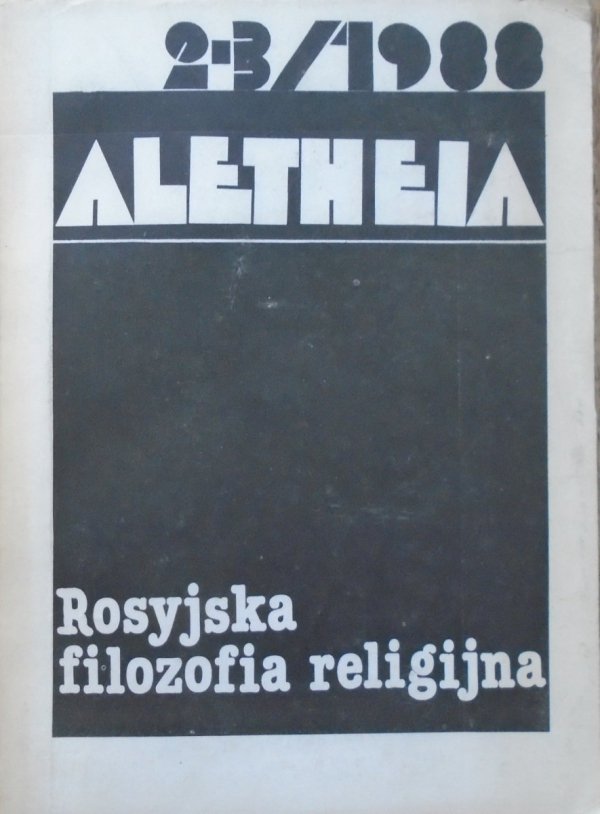 2-3/1988
ALETHEIA
Rosyjska
filozofia religijna